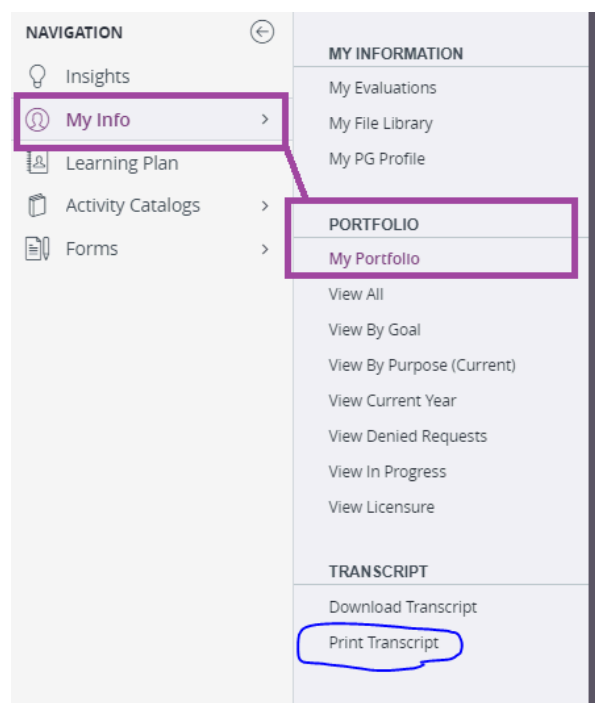 NAVIGATION
Insights
My Info
Learning Plan
Activity Catalogs
Forms
MY INFORMATION
My Evaluations
My File Library
My PG Profile
PORTFOLIO
My Portfolio
View All
View By Goal
View By Purpose (Current)
View Current Year
View Denied Requests
View In Progress
View Licensure
TRANSCRIPT
Download Transcript
Print Transcript